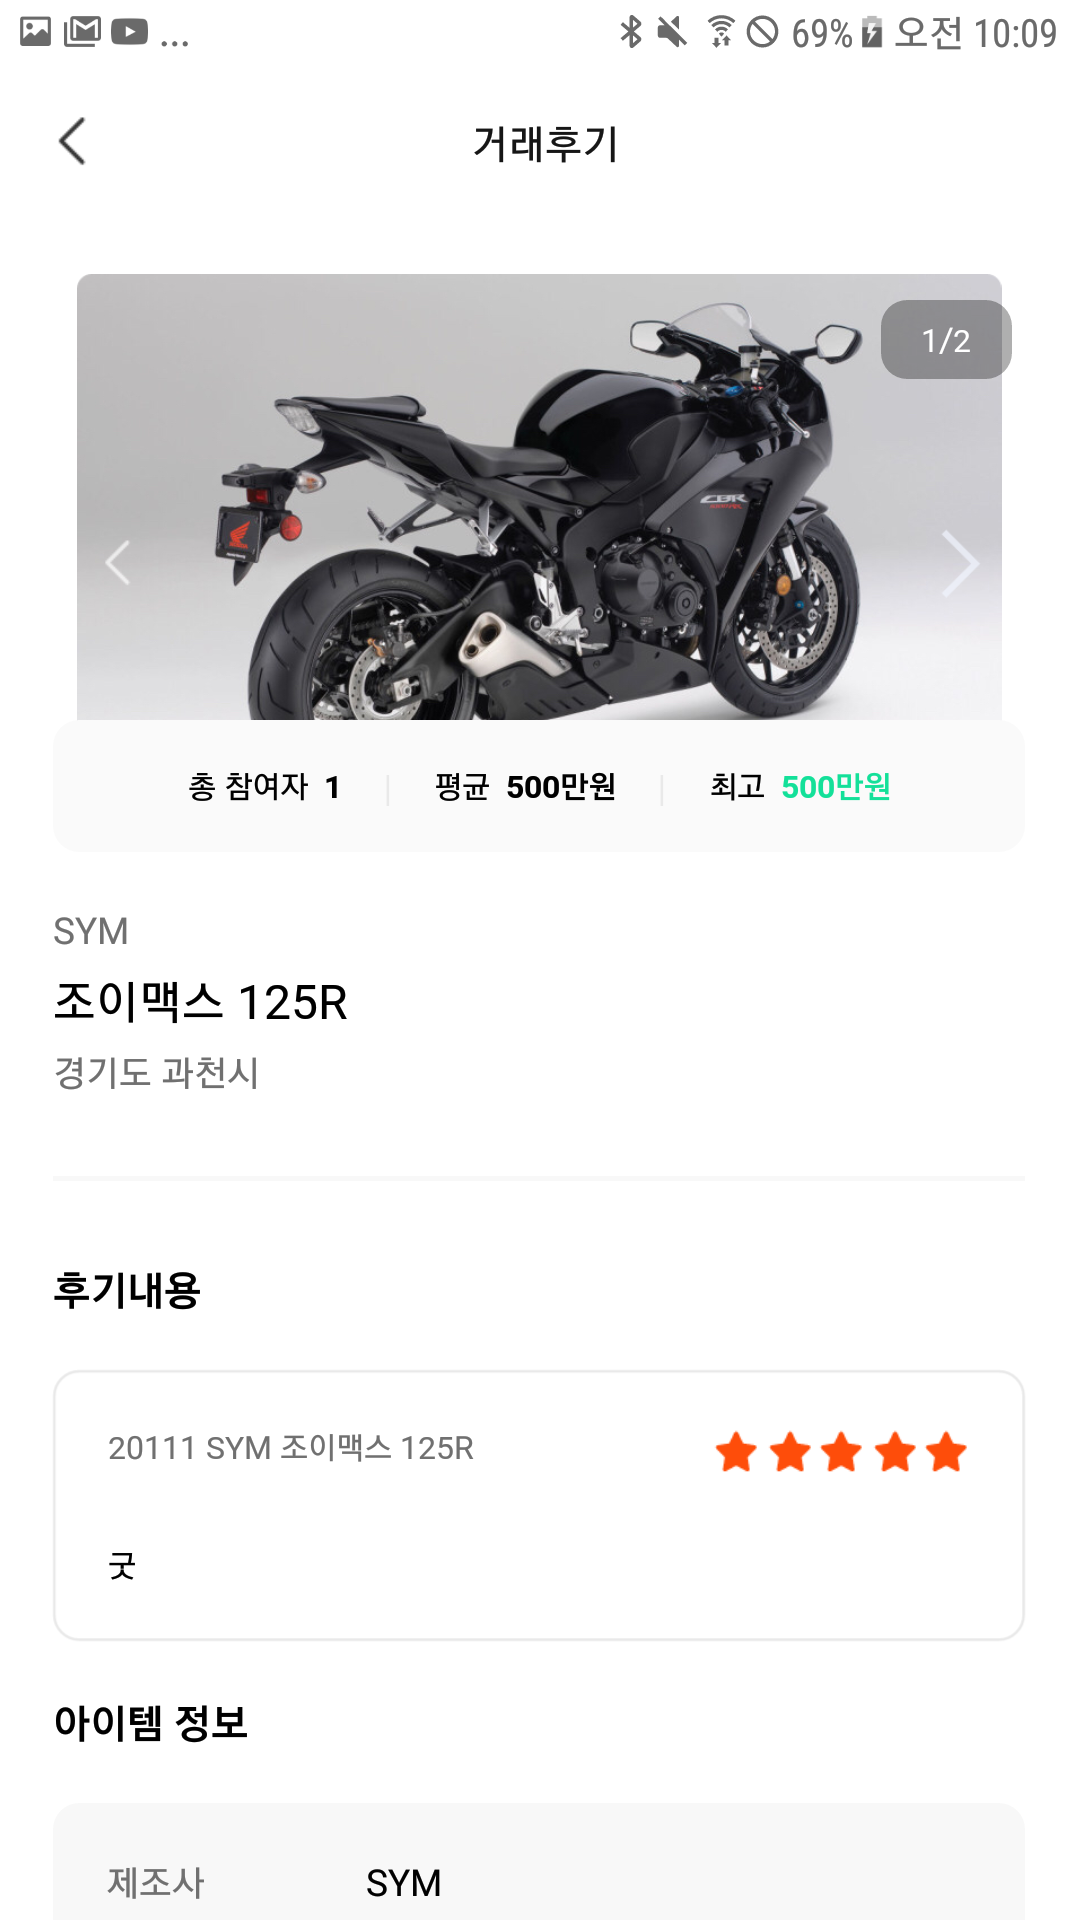 ... 69% 오전 10:09
거래후기
1/2
CBR
총 참여자 1 평균 500만원 최고 500만원
SYM
조이맥스 125R
경기도 과천시
후기내용
20111 SYM 조이맥스 125R
굿
아이템 정보
제조사 SYM